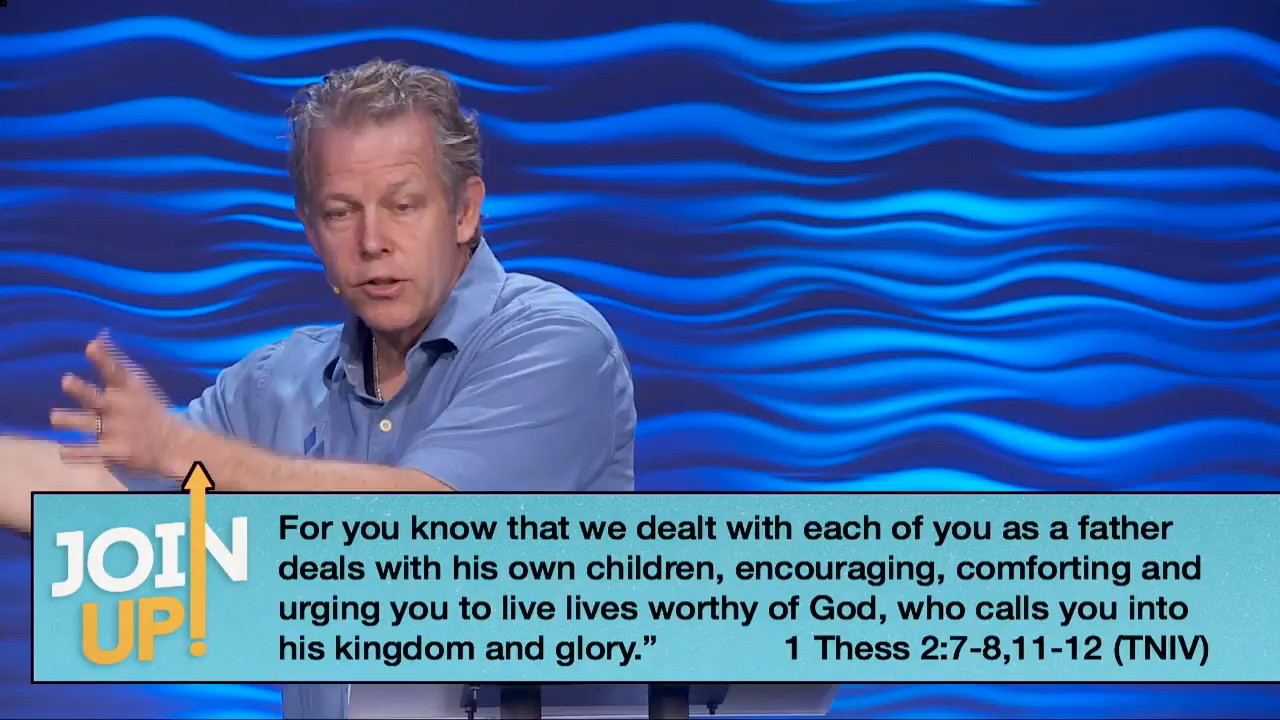 JOIN
UP!
For you know that we dealt with each of you as a father
deals with his own children, encouraging, comforting and
urging you to live lives worthy of God, who calls you into
his kingdom and glory.” 1 Thess 2:7-8,11-12 (TNIV)